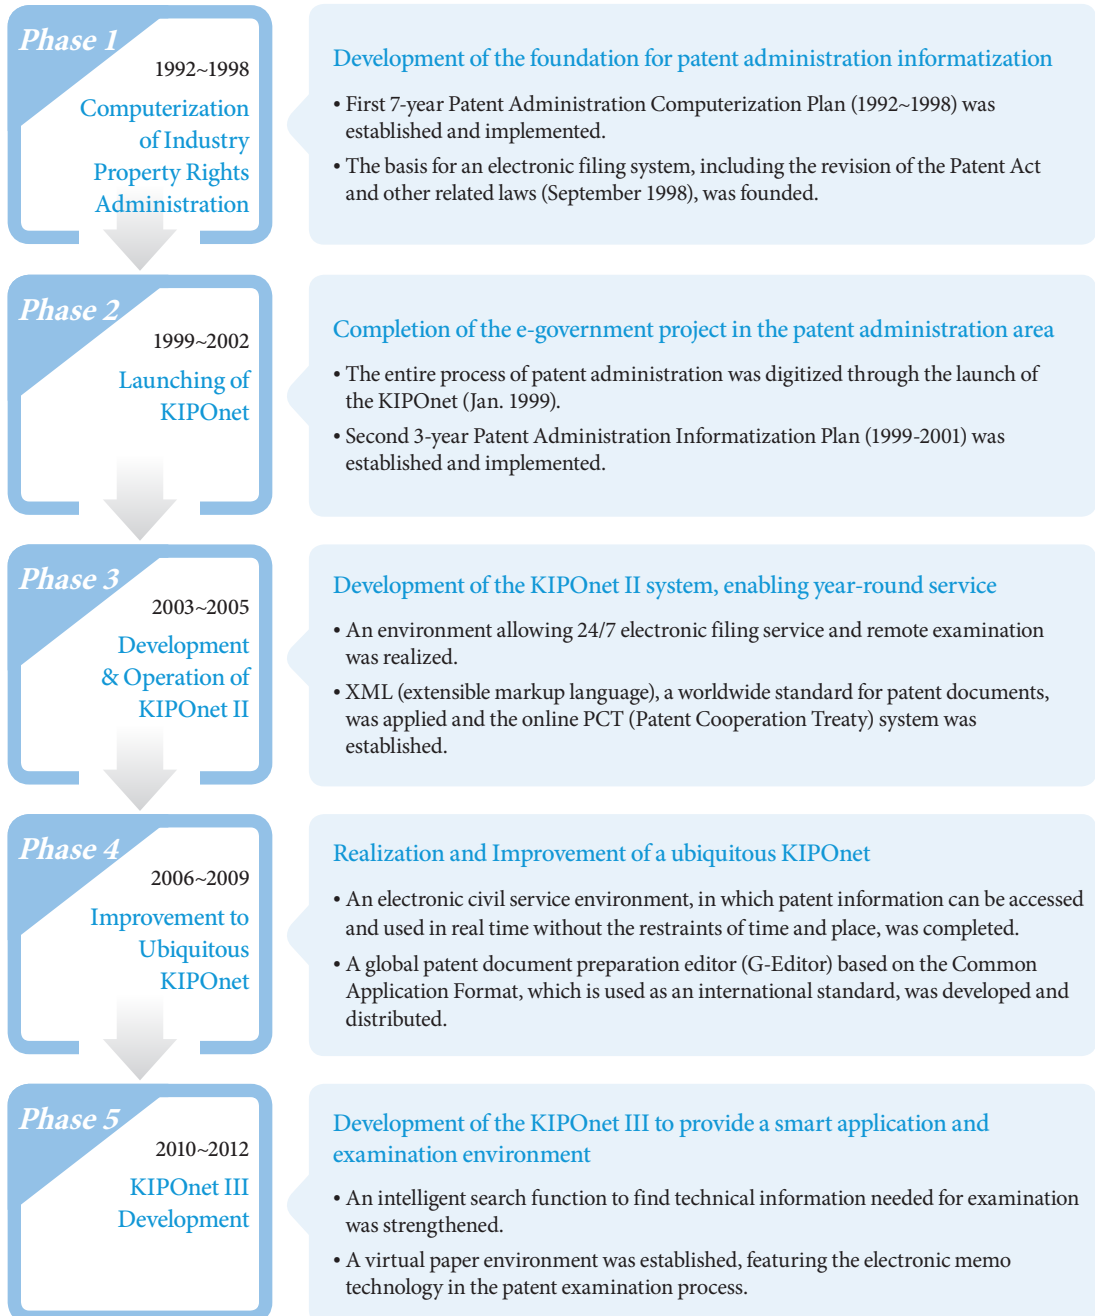 Phase 1
1992~1998
Computerization
of Industry
Property Rights
Administration
Development of the foundation for patent administration informatization
• First 7-year Patent Administration Computerization Plan (1992~1998) was
established and implemented.
• The basis for an electronic filing system, including the revision of the Patent Act
and other related laws (September 1998), was founded.
Phase 2
1999~2002
Launching of
KIPOnet
Completion of the e-government project in the patent administration area
• The entire process of patent administration was digitized through the launch of
the KIPOnet (Jan. 1999).
• Second 3-year Patent Administration Informatization Plan (1999-2001) was
established and implemented.
Phase 3
2003~2005
Development
& Operation of
KIPOnet II
Development of the KIPOnet II system, enabling year-round service
• An environment allowing 24/7 electronic filing service and remote examination
was realized.
• XML (extensible markup language), a worldwide standard for patent documents,
was applied and the online PCT (Patent Cooperation Treaty) system was
established.
Phase 4
2006~2009
Improvement to
Ubiquitous
KIPOnet
Realization and Improvement of a ubiquitous KIPOnet
• An electronic civil service environment, in which patent information can be accessed
and used in real time without the restraints of time and place, was completed.
• A global patent document preparation editor (G-Editor) based on the Common
Application Format, which is used as an international standard, was developed and
distributed.
Phase 5
2010~2012
KIPOnet III
Development
Development of the KIPOnet III to provide a smart application and
examination environment
• An intelligent search function to find technical information needed for examination
was strengthened.
• A virtual paper environment was established, featuring the electronic memo
technology in the patent examination process.